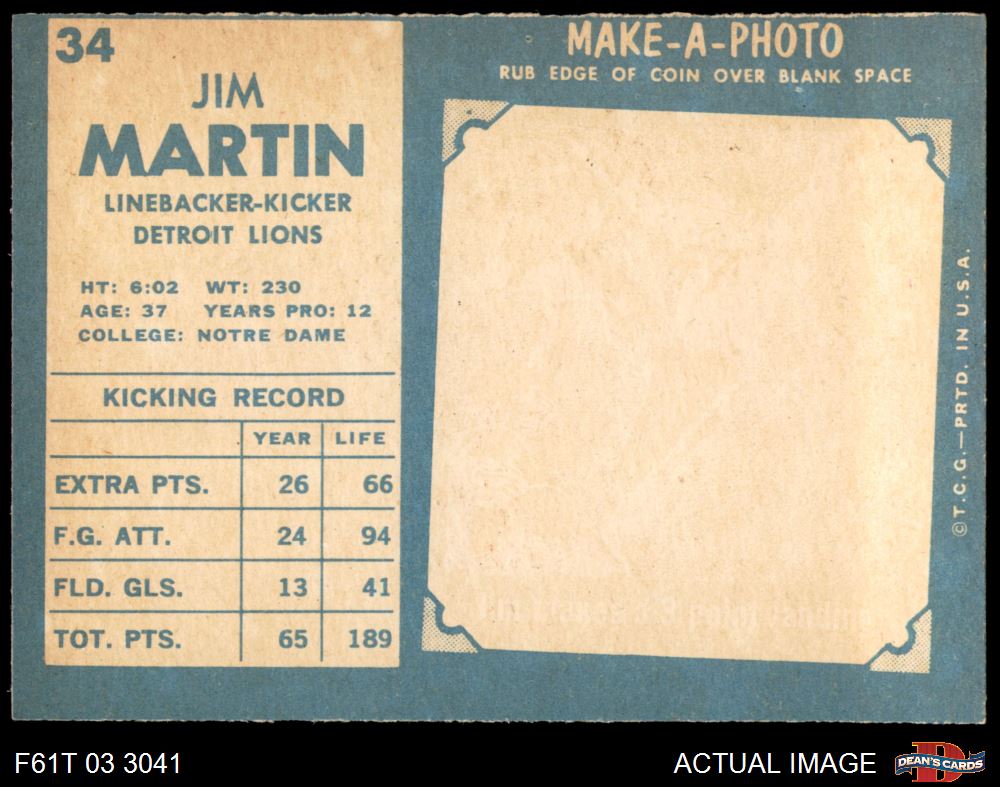 34
JIM
MARTIN
LINEBACKER-KICKER
DETROIT LIONS
HT: 6:02 WT: 230
AGE: 37 YEARS PRO: 12
COLLEGE: NOTRE DAME
KICKING RECORD
YEAR LIFE
EXTRA PTS. 26 66
F.G. ATT. 24 94
FLD. GLS. 13 41
TOT. PTS. 65 189
MAKE-A-PHOTO
RUB EDGE OF COIN OVER BLANK SPACE
© T.C.G.—PRTD. IN U.S.A.
F61T 03 3041
ACTUAL IMAGE
DEAN'S CARDS